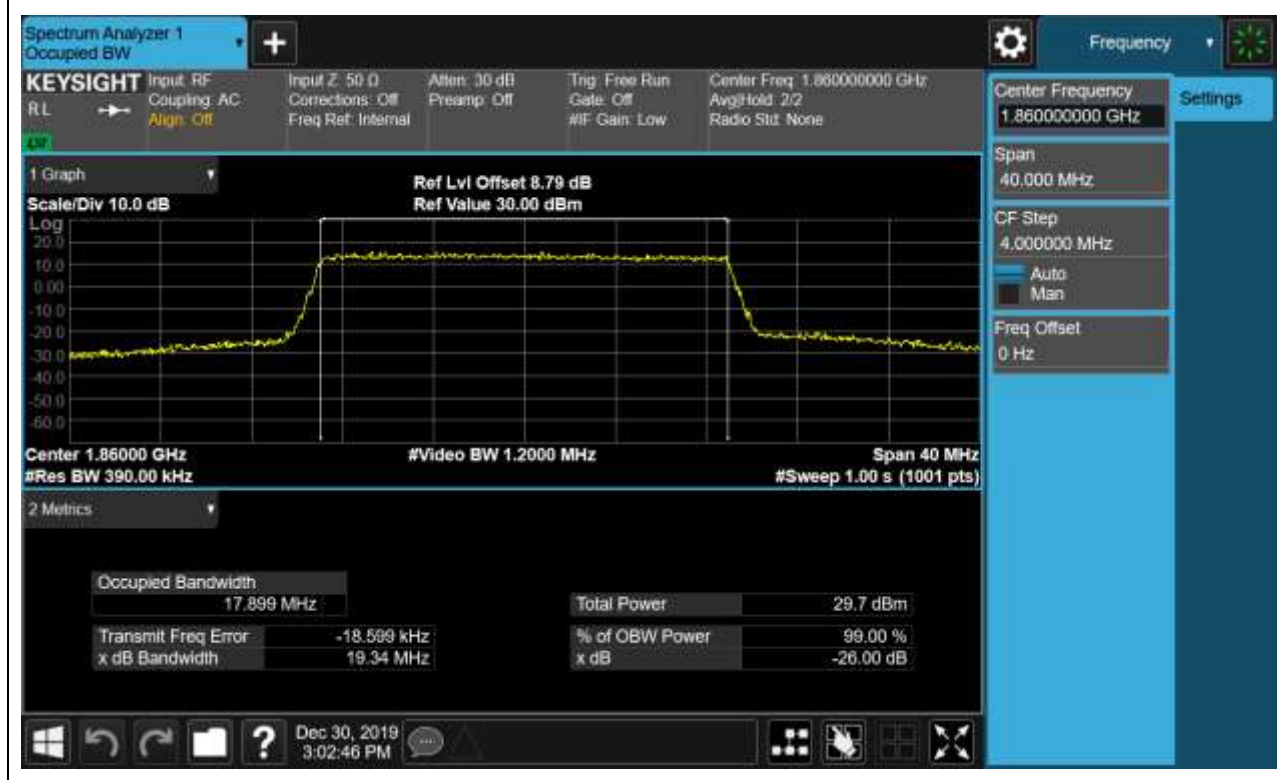 Spectrum Analyzer 1
Occupied BW
Frequency
KEYSIGHT
RL
Input: RF
Coupling: AC
Align: Off
Input Z: 50 Ω
Corrections: Off
Freq Ref: Internal
Atten: 30 dB
Preamp: Off
Trig: Free Run
Gate: Off
#IF Gain: Low
Center Freq: 1.860000000 GHz
Avg|Hold: 2/2
Radio Std: None
Center Frequency
1.860000000 GHz
Settings
Span
40.000 MHz
CF Step
4.000000 MHz
Auto
Man
Freq Offset
0 Hz
1 Graph
Ref Lvl Offset 8.79 dB
Scale/Div 10.0 dB
Ref Value 30.00 dBm
Log
20.0
10.0
0.00
-10.0
-20.0
-30.0
-40.0
-50.0
-60.0
Center 1.86000 GHz
#Video BW 1.2000 MHz
Span 40 MHz
#Res BW 390.00 kHz
#Sweep 1.00 s (1001 pts)
2 Metrics
Occupied Bandwidth
17.899 MHz
Total Power 29.7 dBm
Transmit Freq Error -18.599 kHz
% of OBW Power 99.00 %
x dB Bandwidth 19.34 MHz
x dB -26.00 dB
?
Dec 30, 2019
3:02:46 PM